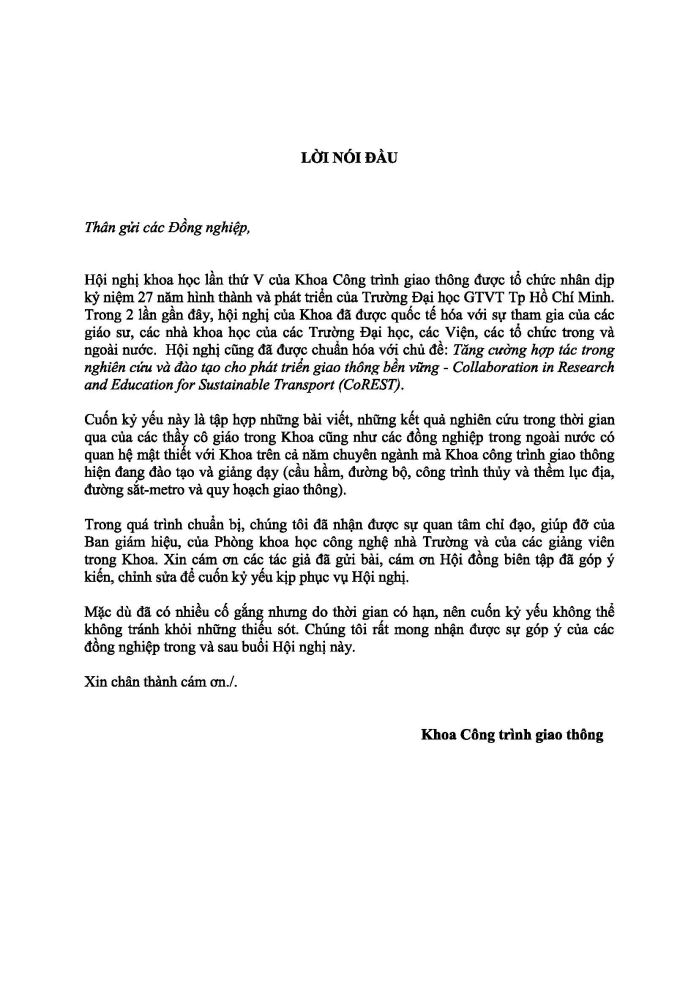 LỜI NÓI ĐẦU
Thân gửi các Đồng nghiệp,
Hội nghị khoa học lần thứ V của Khoa Công trình giao thông được tổ chức nhân dịp
kỷ niệm 27 năm hình thành và phát triển của Trường Đại học GTVT Tp Hồ Chí Minh.
Trong 2 lần gần đây, hội nghị của Khoa đã được quốc tế hóa với sự tham gia của các
giáo sư, các nhà khoa học của các Trường Đại học, các Viện, các tổ chức trong và
ngoài nước. Hội nghị cũng đã được chuẩn hóa với chủ đề: Tăng cường hợp tác trong
nghiên cứu và đào tạo cho phát triển giao thông bền vững - Collaboration in Research
and Education for Sustainable Transport (CoREST).
Cuốn kỷ yếu này là tập hợp những bài viết, những kết quả nghiên cứu trong thời gian
qua của các thầy cô giáo trong Khoa cũng như các đồng nghiệp trong ngoài nước có
quan hệ mật thiết với Khoa trên cả năm chuyên ngành mà Khoa công trình giao thông
hiện đang đào tạo và giảng dạy (cầu hầm, đường bộ, công trình thủy và thềm lục địa,
đường sắt-metro và quy hoạch giao thông).
Trong quá trình chuẩn bị, chúng tôi đã nhận được sự quan tâm chỉ đạo, giúp đỡ của
Ban giám hiệu, của Phòng khoa học công nghệ nhà Trường và của các giảng viên
trong Khoa. Xin cám ơn các tác giả đã gửi bài, cám ơn Hội đồng biên tập đã góp ý
kiến, chỉnh sửa để cuốn kỷ yếu kịp phục vụ Hội nghị.
Mặc dù đã có nhiều cố gắng nhưng do thời gian có hạn, nên cuốn kỷ yếu không thể
không tránh khỏi những thiếu sót. Chúng tôi rất mong nhận được sự góp ý của các
đồng nghiệp trong và sau buổi Hội nghị này.
Xin chân thành cám ơn./.
Khoa Công trình giao thông